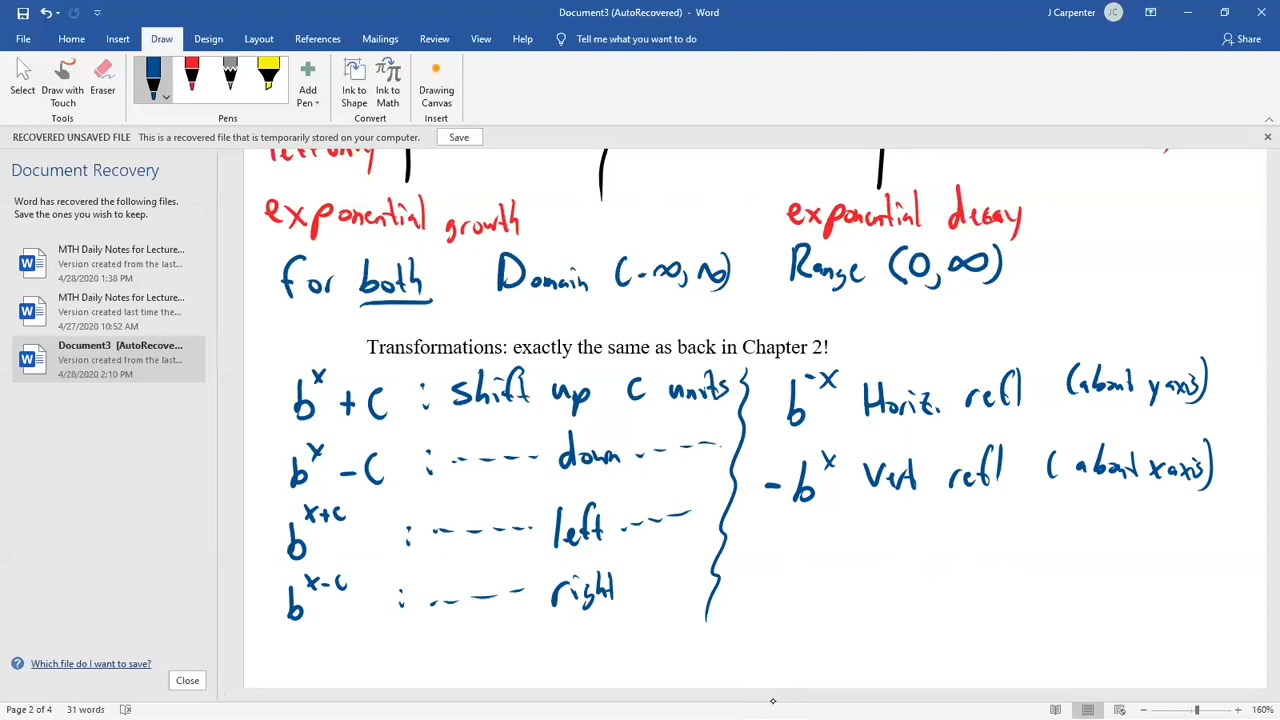 Document3 (AutoRecovered) - Word
J Carpenter JC
File Home Insert Draw Design Layout References Mailings Review View Help Tell me what you want to do Share
Select Draw with Touch Eraser Add Pen Ink to Shape Ink to Math Drawing Canvas
Tools Pens Convert Insert
RECOVERED UNSAVED FILE This is a recovered file that is temporarily stored on your computer. Save
Document Recovery
Word has recovered the following files.
Save the ones you wish to keep.
MTH Daily Notes for Lecture...
Version created from the last...
4/28/2020 1:38 PM
MTH Daily Notes for Lecture...
Version created last time the...
4/27/2020 10:52 AM
Document3 [AutoRecove...
Version created from the last...
4/28/2020 2:10 PM
Which file do I want to save?
Close
exponential growth
exponential decay
for both Domain (-∞,∞) Range (0,∞)
Transformations: exactly the same as back in Chapter 2!
b^x + C : shift up c units
b^x - C : ----- down -----
b^(x+c) : ----- left -----
b^(x-c) : ----- right
b^-x Horiz. refl (about y axis)
-b^x Vert refl (about x axis)
Page 2 of 4 31 words 160%